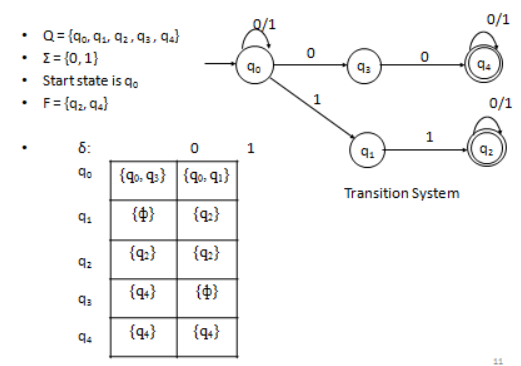 • Q = {q₀, q₁, q₂, q₃, q₄}
• Σ = {0, 1}
• Start state is q₀
• F = {q₂, q₄}
• δ: 0 1
q₀ {q₀, q₃} {q₀, q₁}
q₁ {ϕ} {q₂}
q₂ {q₂} {q₂}
q₃ {q₄} {ϕ}
q₄ {q₄} {q₄}
0/1 0/1
0 0
q₀ q₃ q₄
1 0/1
1
q₁ q₂
Transition System
11